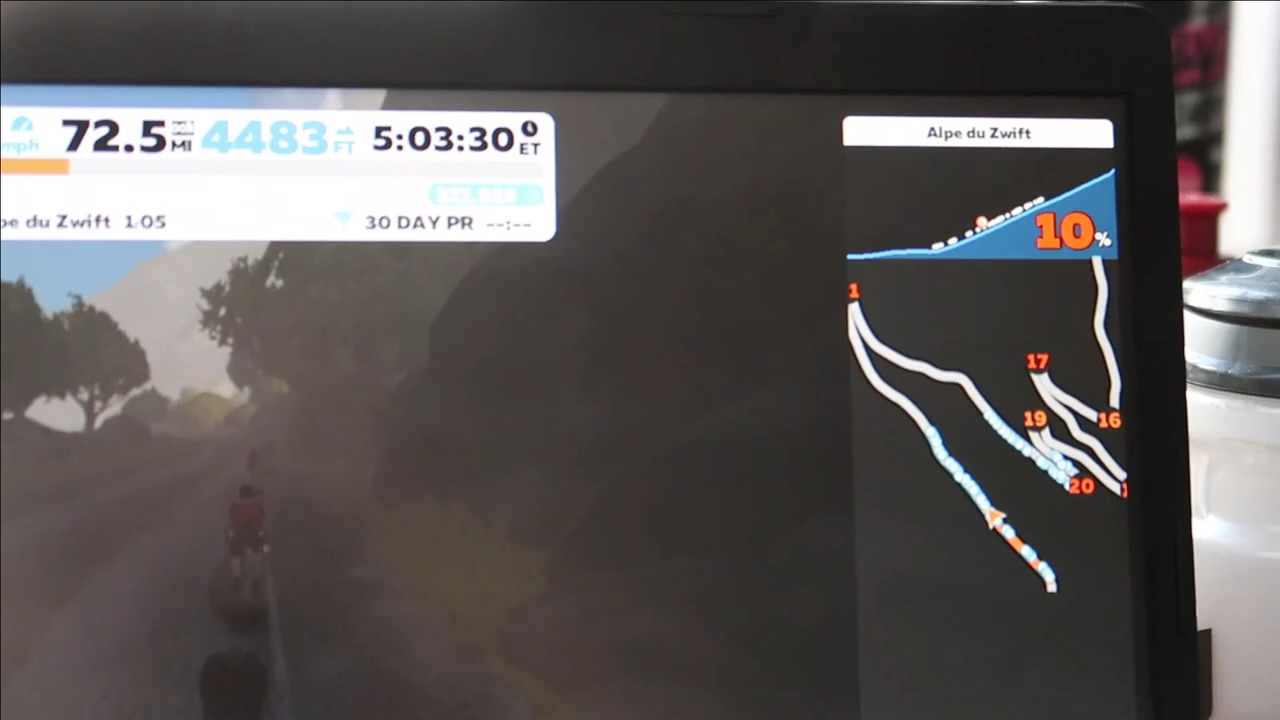 mph 72.5 MI 4483 FT 5:03:30 ET
pe du Zwift 1:05 30 DAY PR --:--
Alpe du Zwift
10%
21
17
16
19
20